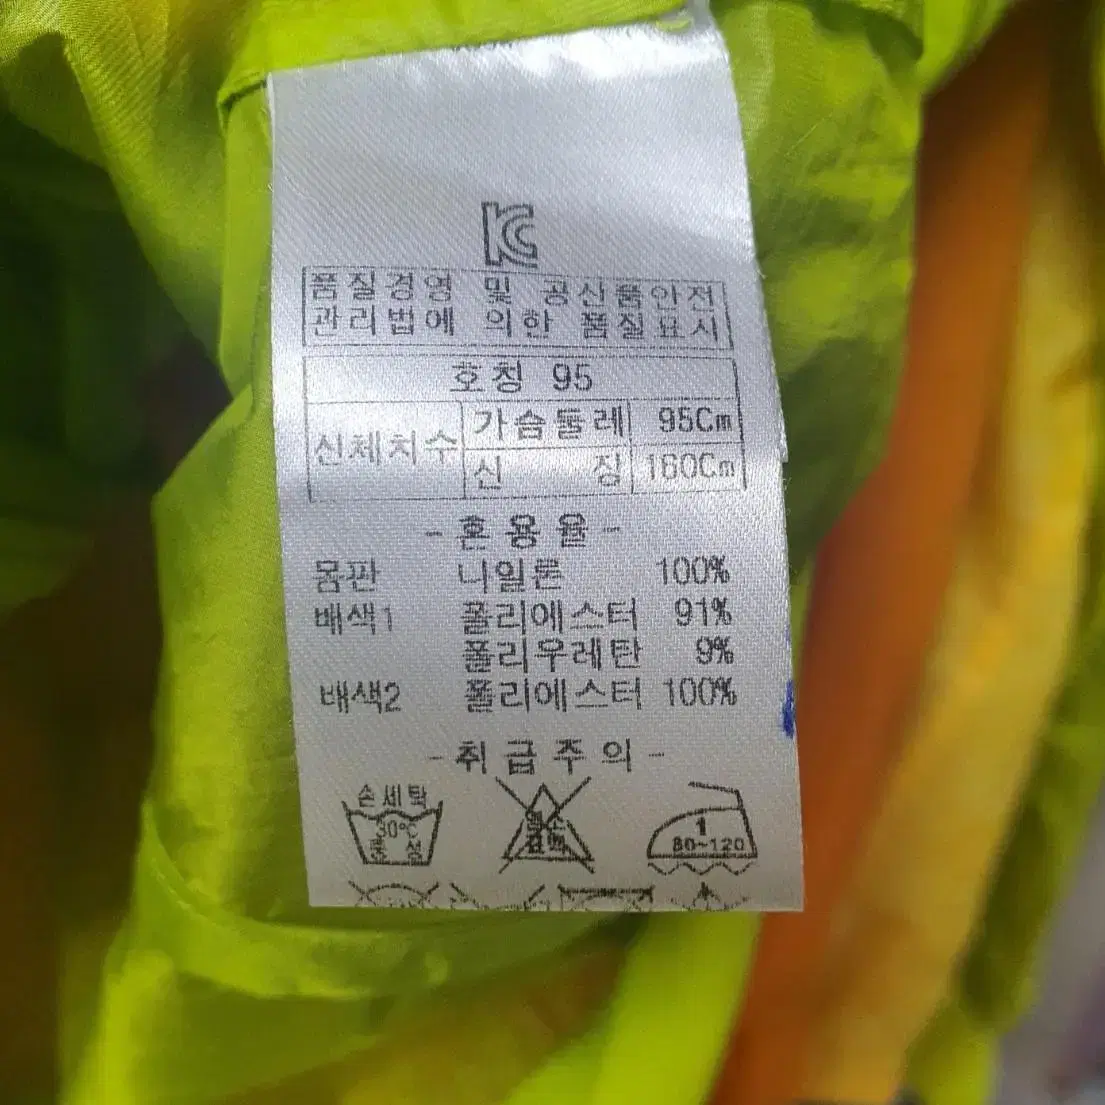 KC
품질경영 및 공산품안전
관리법에 의한 품질표시
호칭 95
신체치수 가슴둘레 95Cm
신 장 160Cm
- 혼용율 -
몸판 나일론 100%
배색1 폴리에스터 91%
폴리우레탄 9%
배색2 폴리에스터 100%
- 취급주의 -
손세탁
30℃
중성
염소
표백
1
80~120